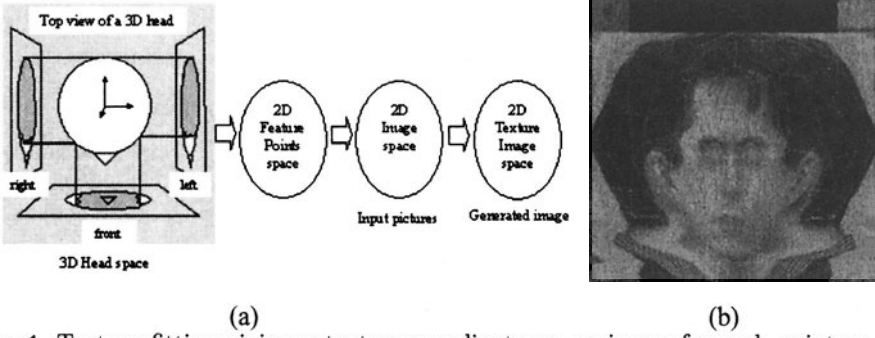 Top view of a 3D head
right
left
front
3D Head space
2D
Feature
Points
space
2D
Image
space
Input pictures
2D
Texture
Image
space
Generated image
(a)
(b)